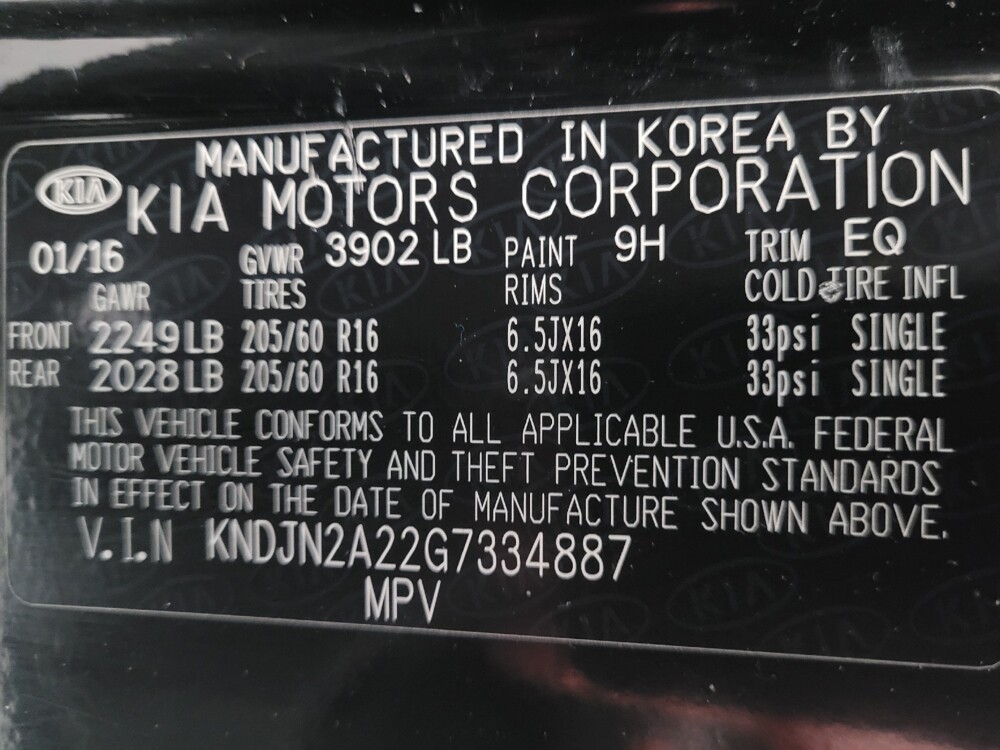 MANUFACTURED IN KOREA BY
KIA KIA MOTORS CORPORATION
01/16 GVWR 3902 LB PAINT 9H TRIM EQ
GAWR TIRES RIMS COLD TIRE INFL
FRONT 2249 LB 205/60 R16 6.5JX16 33psi SINGLE
REAR 2028 LB 205/60 R16 6.5JX16 33psi SINGLE
THIS VEHICLE CONFORMS TO ALL APPLICABLE U.S.A. FEDERAL
MOTOR VEHICLE SAFETY AND THEFT PREVENTION STANDARDS
IN EFFECT ON THE DATE OF MANUFACTURE SHOWN ABOVE.
V.I.N KNDJN2A22G7334887
MPV